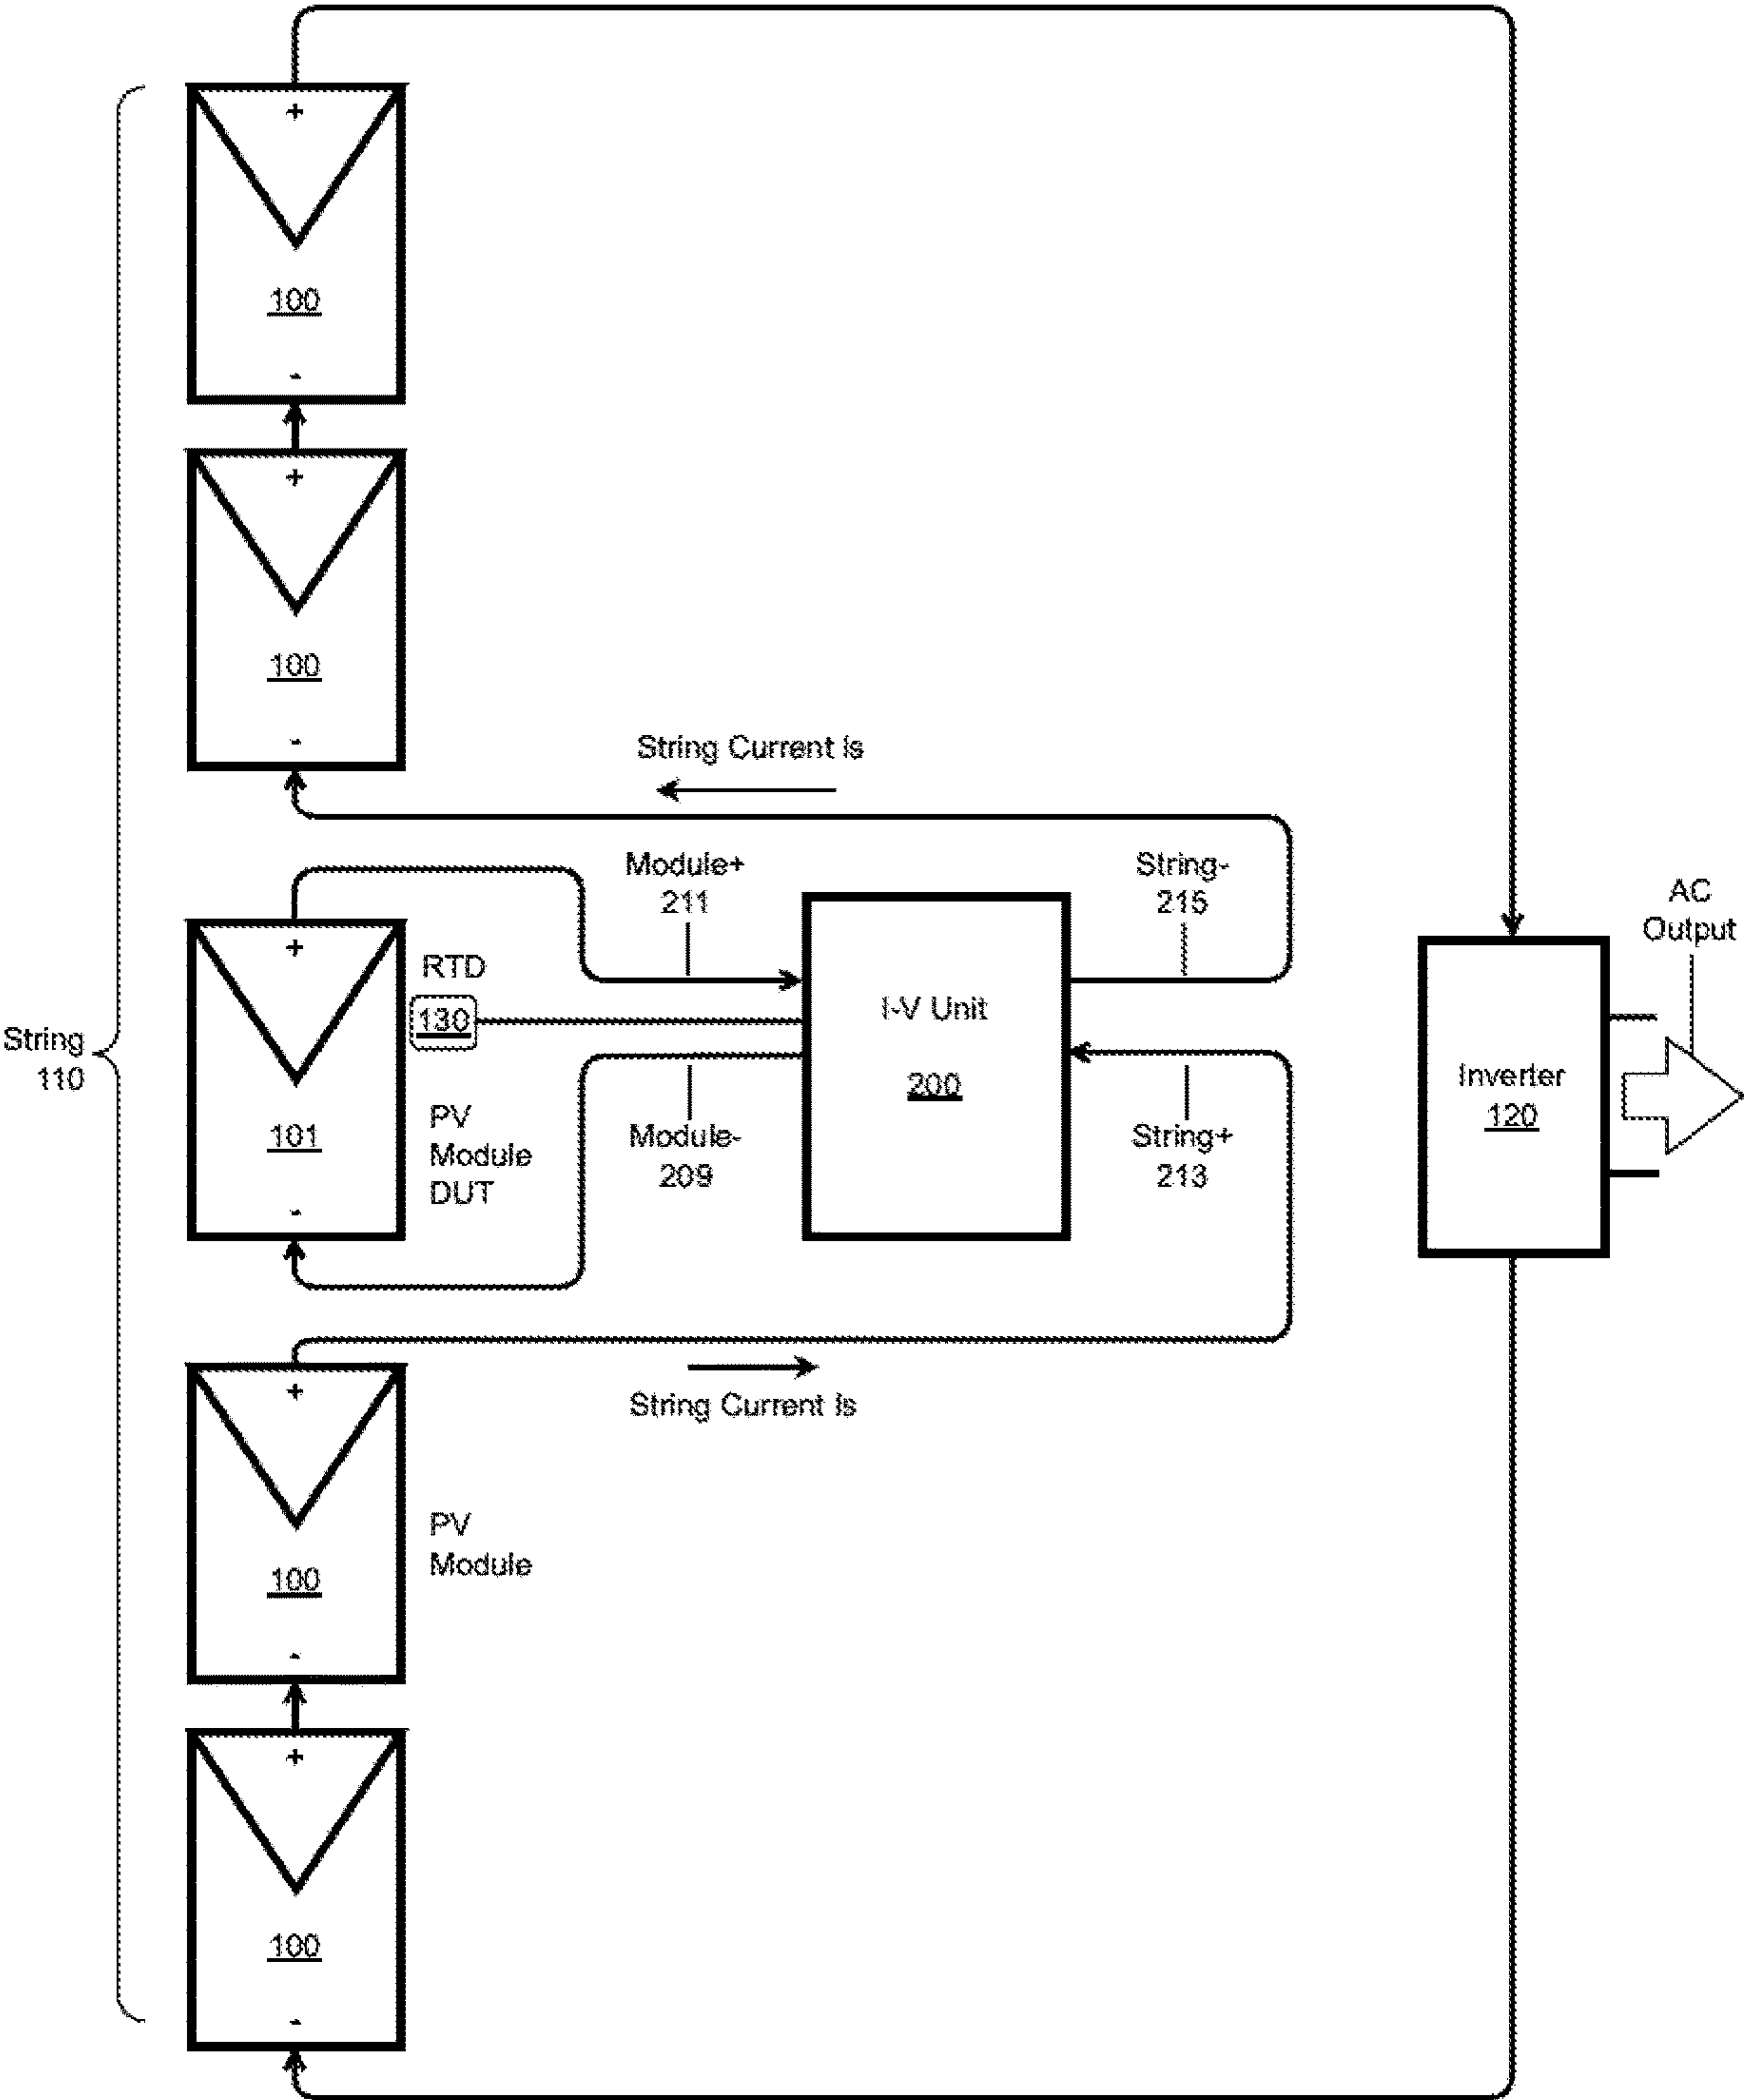 +
100
-
+
100
-
String Current Is
Module+
211
String-
215
AC
Output
+
RTD
130
I-V Unit
200
String
110
Inverter
120
101
PV
Module
DUT
-
Module-
209
String+
213
+
String Current Is
PV
Module
100
-
+
100
-